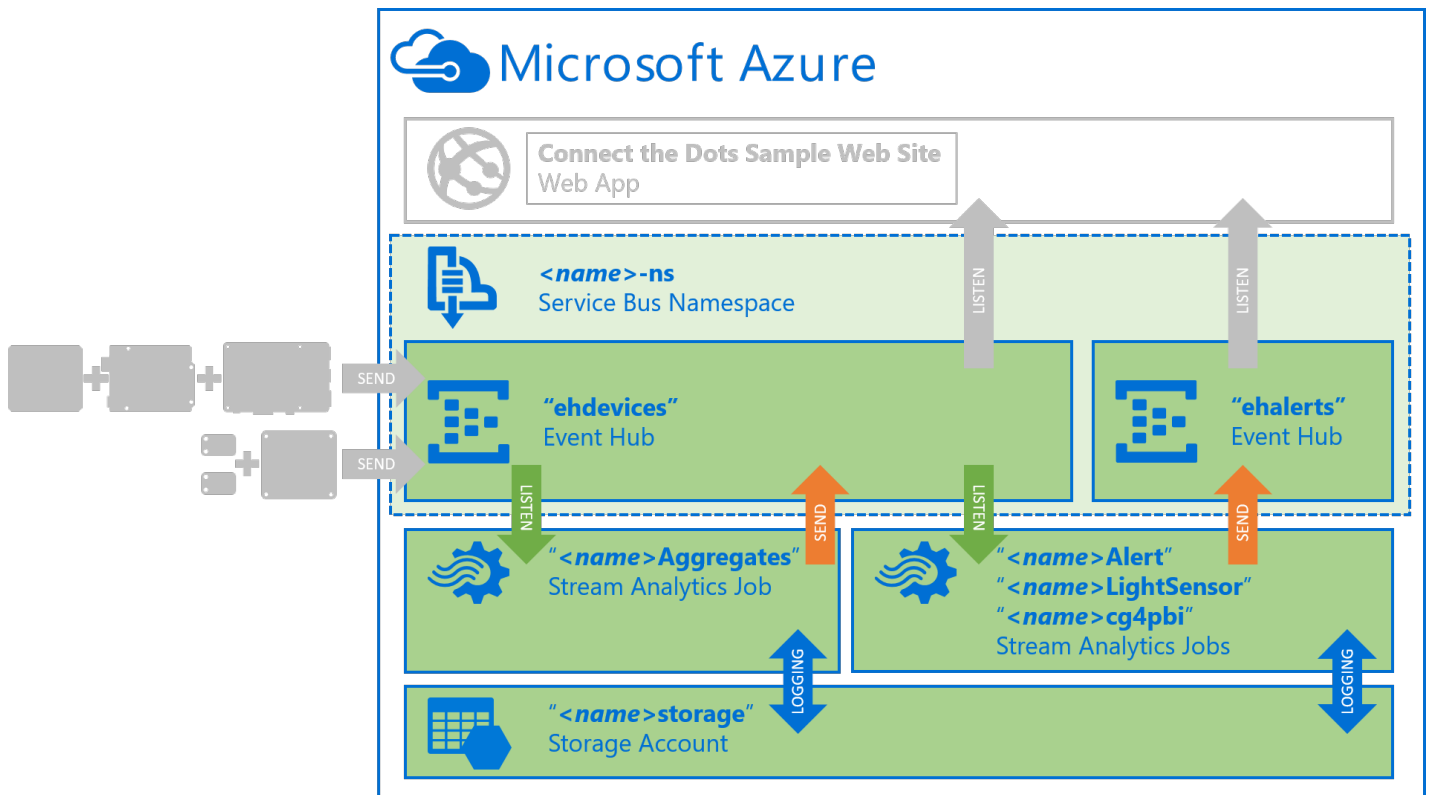 Microsoft Azure
Connect the Dots Sample Web Site
Web App
<name>-ns
Service Bus Namespace
LISTEN
LISTEN
SEND
SEND
“ehdevices”
Event Hub
“ehalerts”
Event Hub
LISTEN
SEND
LISTEN
SEND
“<name>Aggregates”
Stream Analytics Job
“<name>Alert”
“<name>LightSensor”
“<name>cg4pbi”
Stream Analytics Jobs
LOGGING
LOGGING
“<name>storage”
Storage Account